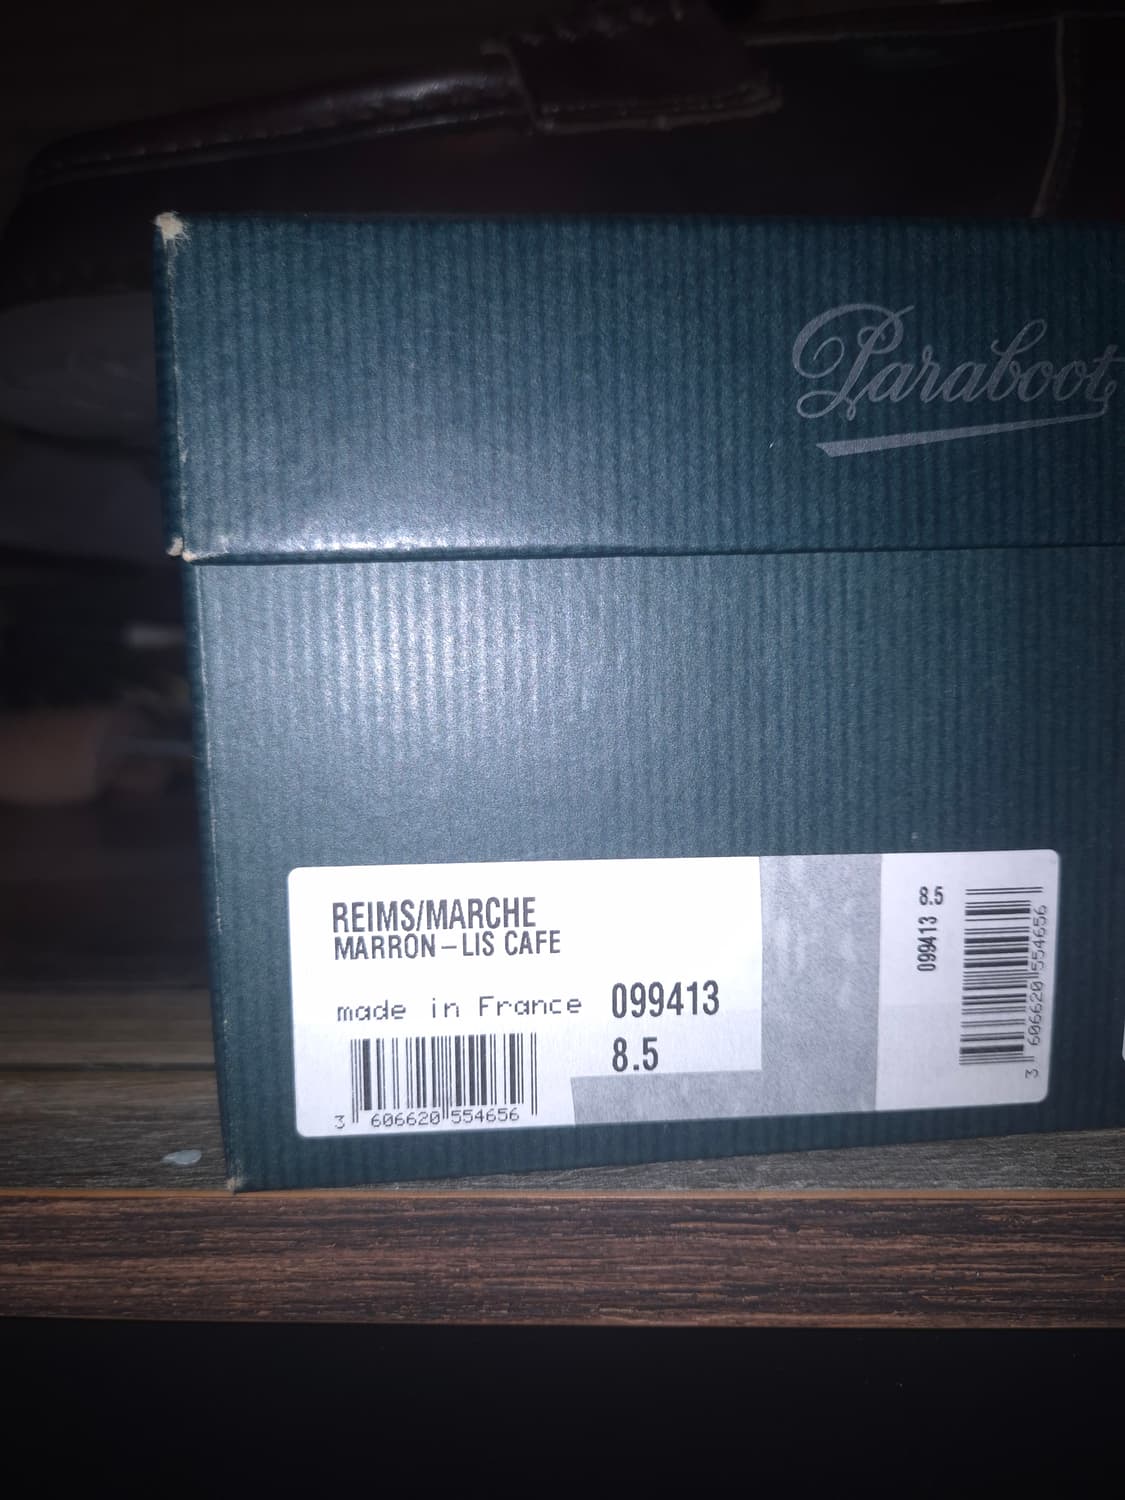 Paraboot
REIMS/MARCHE
MARRON-LIS CAFE
made in France 099413
8.5
3 606620 554656
8.5
099413
3 606620 554656